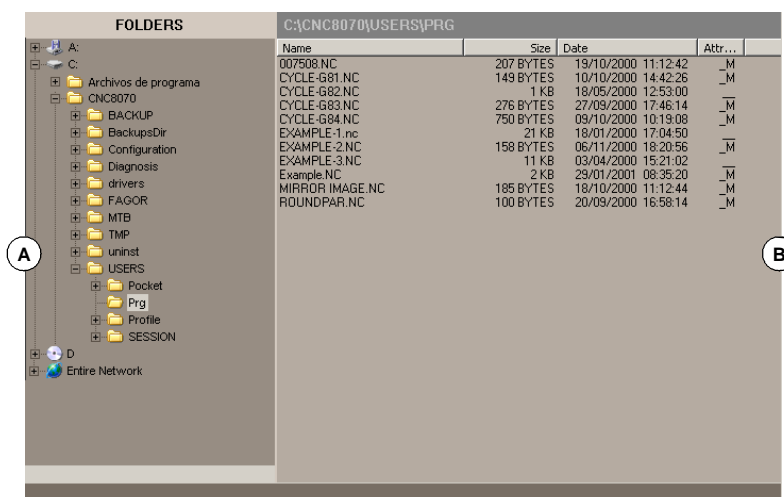 FOLDERS
A:
C:
Archivos de programa
CNC8070
BACKUP
BackupsDir
Configuration
Diagnosis
drivers
FAGOR
MTB
TMP
uninst
USERS
Pocket
Prg
Profile
SESSION
D
Entire Network
A
C:\CNC8070\USERS\PRG
Name Size Date Attr...
007508.NC 207 BYTES 19/10/2000 11:12:42 _M
CYCLE-G81.NC 149 BYTES 10/10/2000 14:42:26 _M
CYCLE-G82.NC 1 KB 18/05/2000 12:53:00 __
CYCLE-G83.NC 276 BYTES 27/09/2000 17:46:14 _M
CYCLE-G84.NC 750 BYTES 09/10/2000 10:19:08 _M
EXAMPLE-1.nc 21 KB 18/01/2000 17:04:50 __
EXAMPLE-2.NC 158 BYTES 06/11/2000 18:20:56 _M
EXAMPLE-3.NC 11 KB 03/04/2000 15:21:02 __
Example.NC 2 KB 29/01/2001 08:35:20 _M
MIRROR IMAGE.NC 185 BYTES 18/10/2000 11:12:44 _M
ROUNDPAR.NC 100 BYTES 20/09/2000 16:58:14 _M
B